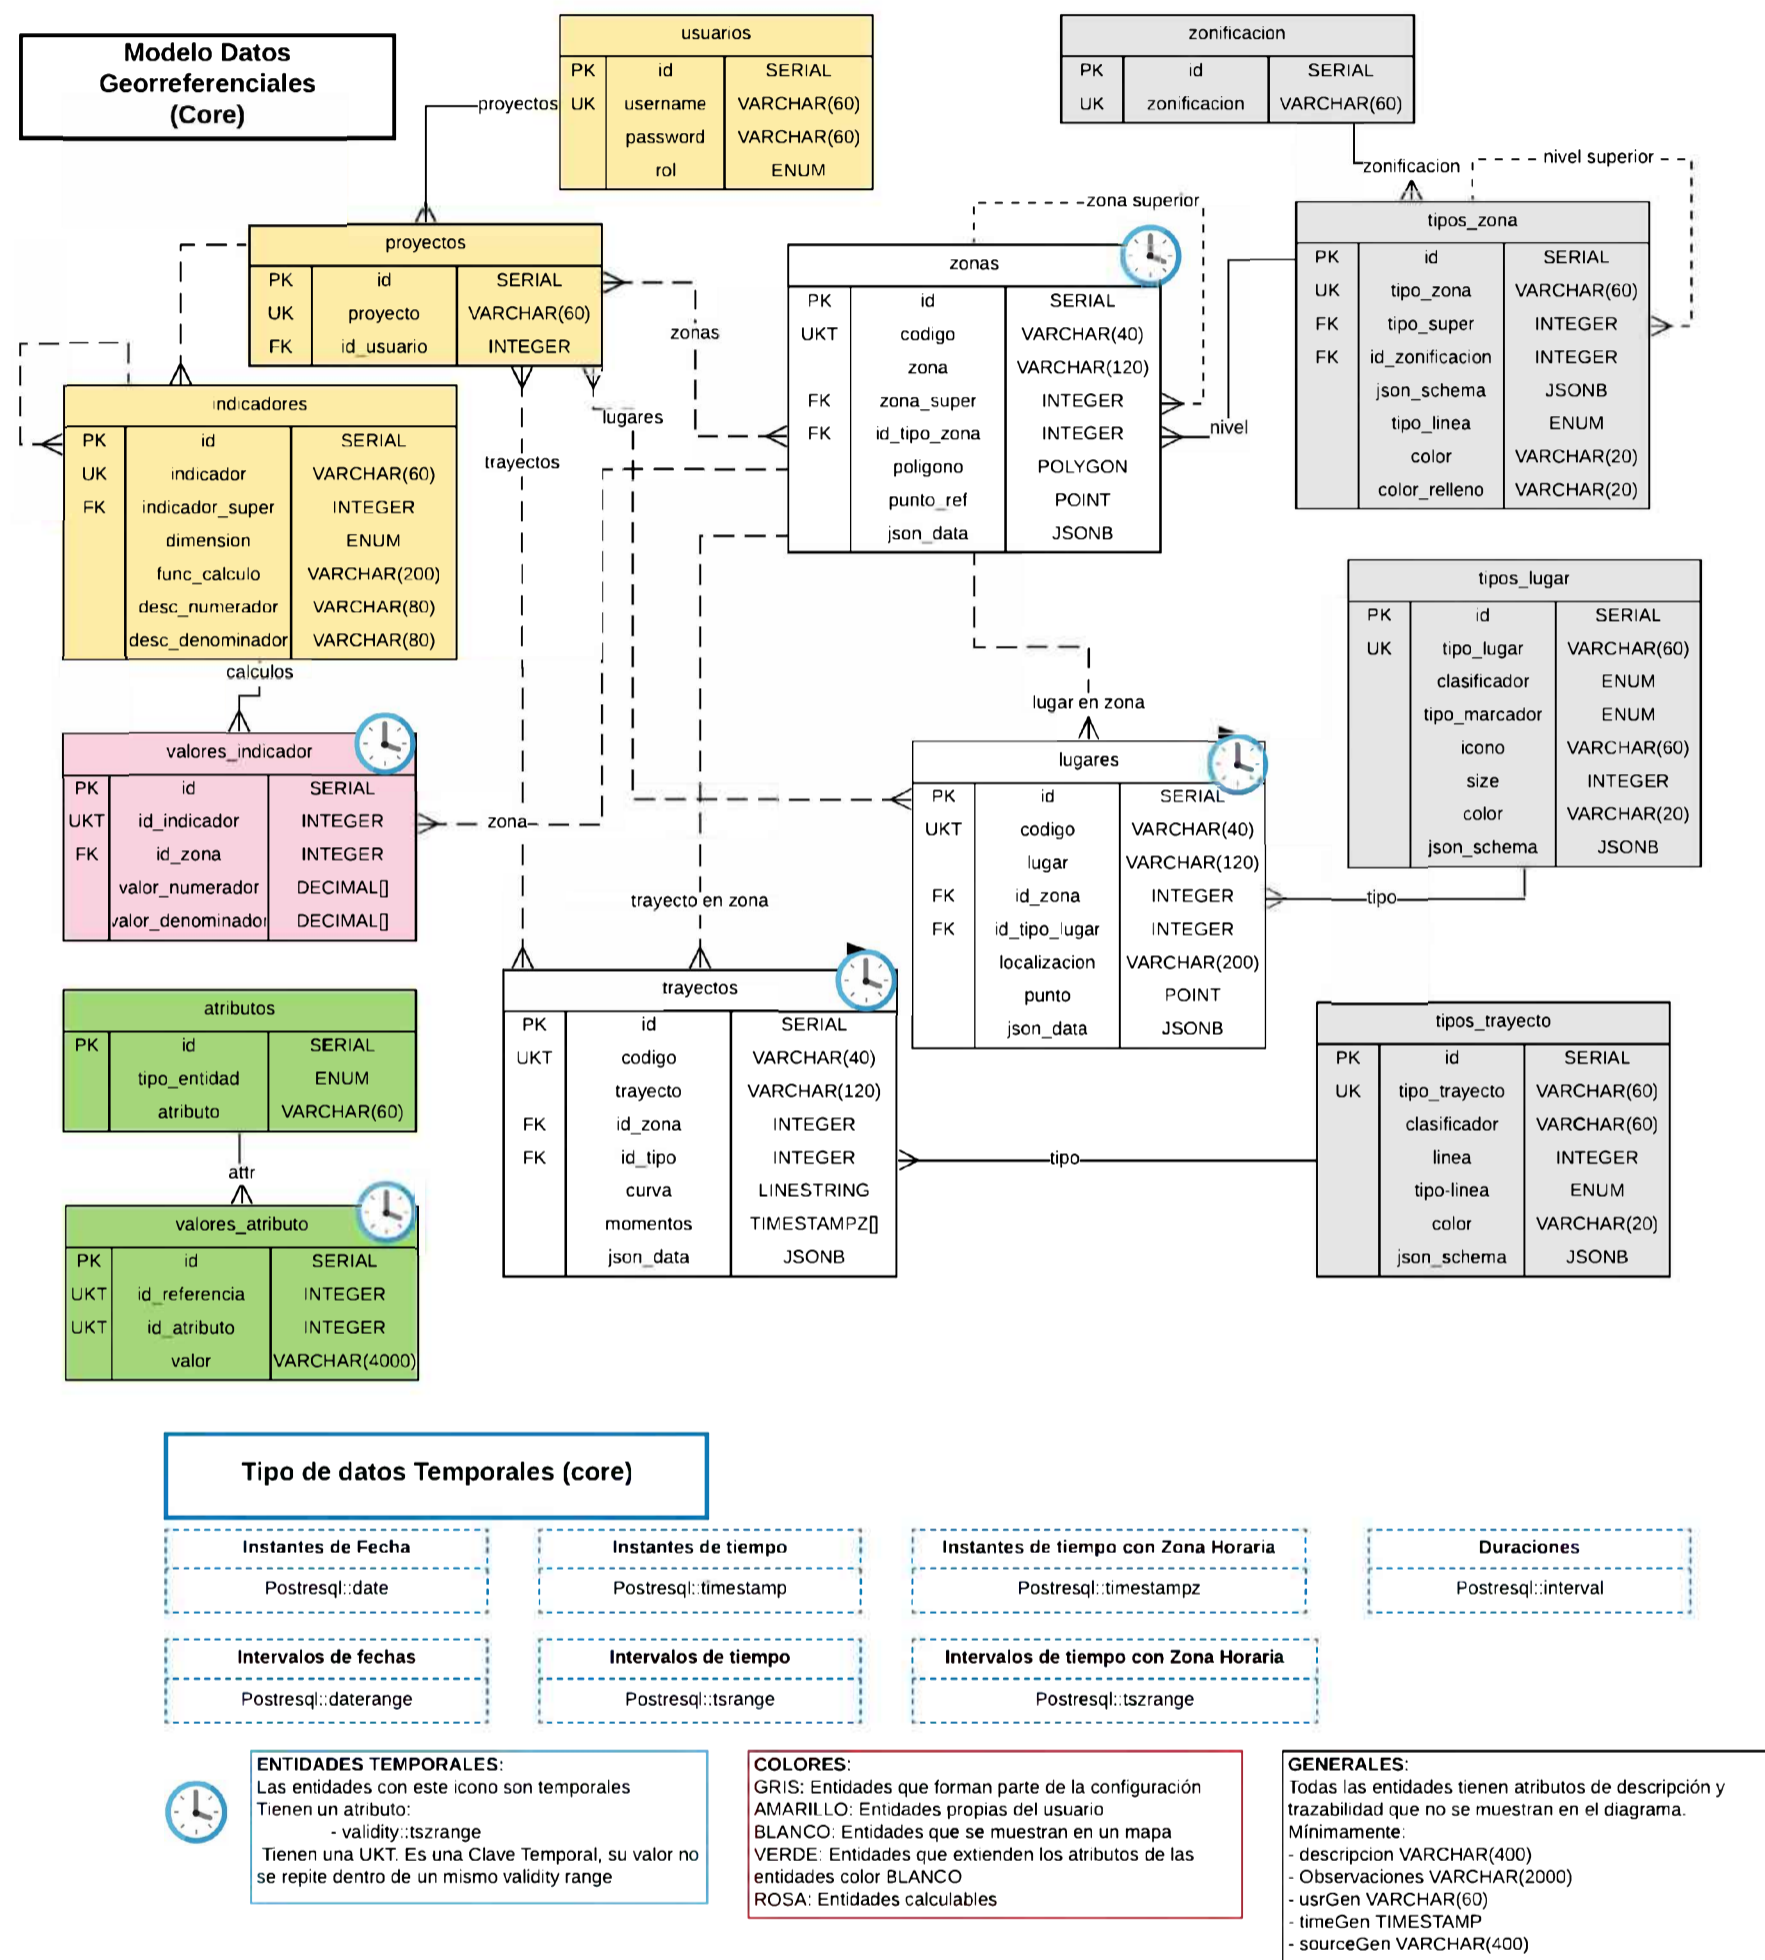 Modelo Datos
Georreferenciales
(Core)
usuarios
PK id SERIAL
UK username VARCHAR(60)
password VARCHAR(60)
rol ENUM
proyectos
zonificacion
PK id SERIAL
UK zonificacion VARCHAR(60)
zonificacion
nivel superior
tipos_zona
PK id SERIAL
UK tipo_zona VARCHAR(60)
FK tipo_super INTEGER
FK id_zonificacion INTEGER
json_schema JSONB
tipo_linea ENUM
color VARCHAR(20)
color_relleno VARCHAR(20)
proyectos
PK id SERIAL
UK proyecto VARCHAR(60)
FK id_usuario INTEGER
zona superior
zonas
PK id SERIAL
UKT codigo VARCHAR(40)
zona VARCHAR(120)
FK zona_super INTEGER
FK id_tipo_zona INTEGER
poligono POLYGON
punto_ref POINT
json_data JSONB
zonas
nivel
lugares
trayectos
indicadores
PK id SERIAL
UK indicador VARCHAR(60)
FK indicador_super INTEGER
dimension ENUM
func_calculo VARCHAR(200)
desc_numerador VARCHAR(80)
desc_denominador VARCHAR(80)
calculos
tipos_lugar
PK id SERIAL
UK tipo_lugar VARCHAR(60)
clasificador ENUM
tipo_marcador ENUM
icono VARCHAR(60)
size INTEGER
color VARCHAR(20)
json_schema JSONB
lugar en zona
valores_indicador
PK id SERIAL
UKT id_indicador INTEGER
FK id_zona INTEGER
valor_numerador DECIMAL[]
valor_denominador DECIMAL[]
zona
lugares
PK id SERIAL
UKT codigo VARCHAR(40)
lugar VARCHAR(120)
FK id_zona INTEGER
FK id_tipo_lugar INTEGER
localizacion VARCHAR(200)
punto POINT
json_data JSONB
tipo
trayecto en zona
trayectos
PK id SERIAL
UKT codigo VARCHAR(40)
trayecto VARCHAR(120)
FK id_zona INTEGER
FK id_tipo INTEGER
curva LINESTRING
momentos TIMESTAMPZ[]
json_data JSONB
tipo
tipos_trayecto
PK id SERIAL
UK tipo_trayecto VARCHAR(60)
clasificador VARCHAR(60)
linea INTEGER
tipo-linea ENUM
color VARCHAR(20)
json_schema JSONB
atributos
PK id SERIAL
tipo_entidad ENUM
atributo VARCHAR(60)
attr
valores_atributo
PK id SERIAL
UKT id_referencia INTEGER
UKT id_atributo INTEGER
valor VARCHAR(4000)
Tipo de datos Temporales (core)
Instantes de Fecha
Postresql::date
Instantes de tiempo
Postresql::timestamp
Instantes de tiempo con Zona Horaria
Postresql::timestampz
Duraciones
Postresql::interval
Intervalos de fechas
Postresql::daterange
Intervalos de tiempo
Postresql::tsrange
Intervalos de tiempo con Zona Horaria
Postresql::tszrange
ENTIDADES TEMPORALES:
Las entidades con este icono son temporales
Tienen un atributo:
- validity::tszrange
Tienen una UKT. Es una Clave Temporal, su valor no
se repite dentro de un mismo validity range
COLORES:
GRIS: Entidades que forman parte de la configuración
AMARILLO: Entidades propias del usuario
BLANCO: Entidades que se muestran en un mapa
VERDE: Entidades que extienden los atributos de las
entidades color BLANCO
ROSA: Entidades calculables
GENERALES:
Todas las entidades tienen atributos de descripción y
trazabilidad que no se muestran en el diagrama.
Mínimamente:
- descripcion VARCHAR(400)
- Observaciones VARCHAR(2000)
- usrGen VARCHAR(60)
- timeGen TIMESTAMP
- sourceGen VARCHAR(400)